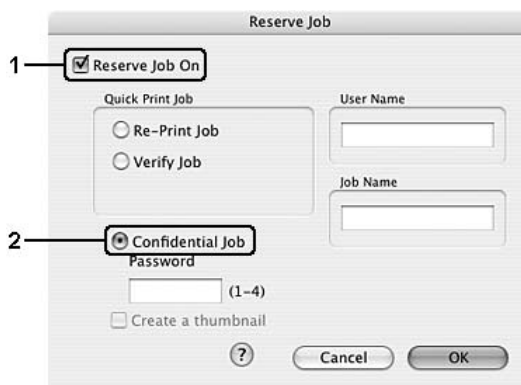 Reserve Job
1 Reserve Job On
Quick Print Job
Re-Print Job
Verify Job
User Name
Job Name
2 Confidential Job
Password
(1-4)
Create a thumbnail
? Cancel OK